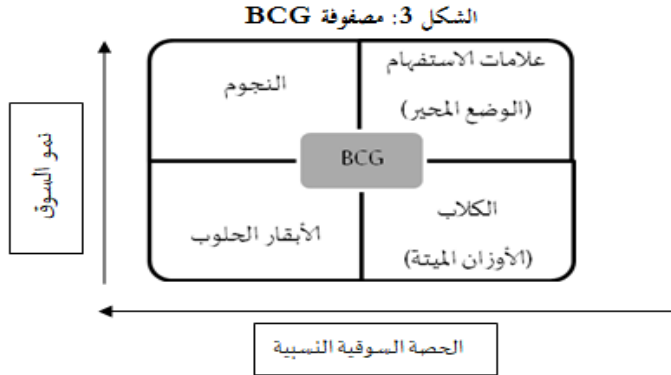 الشكل 3: مصفوفة BCG
علامات الاستفهام
(الوضع المحير)
النجوم
BCG
الكلاب
(الأوزان الميتة)
الأبقار الحلوب
نمو السوق
الحصة السوقية النسبية